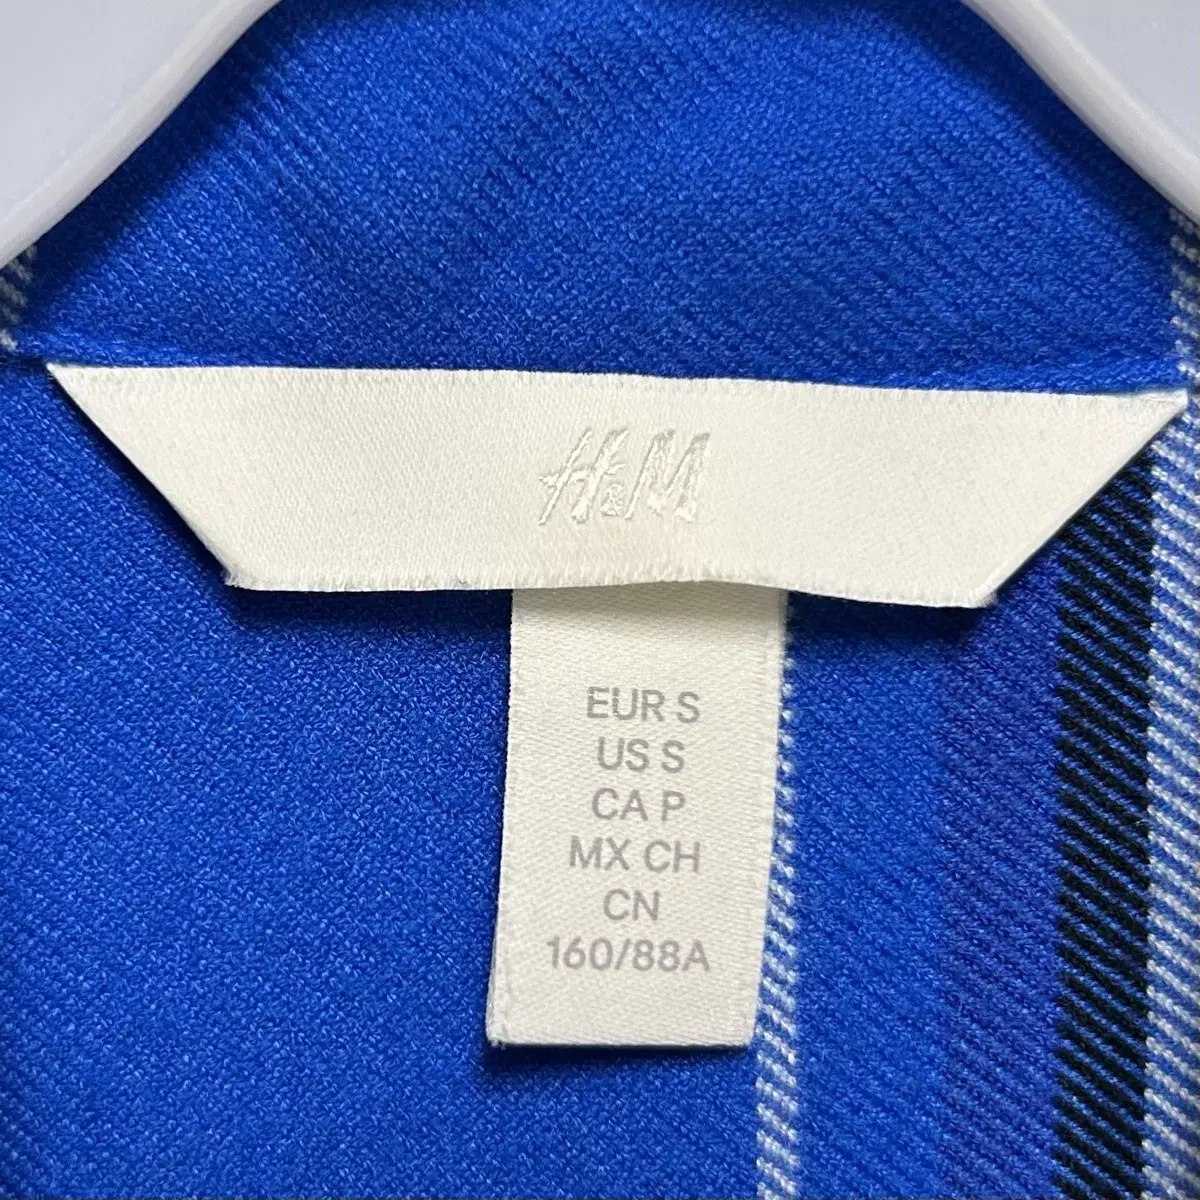 H&M
EUR S
US S
CA P
MX CH
CN
160/88A